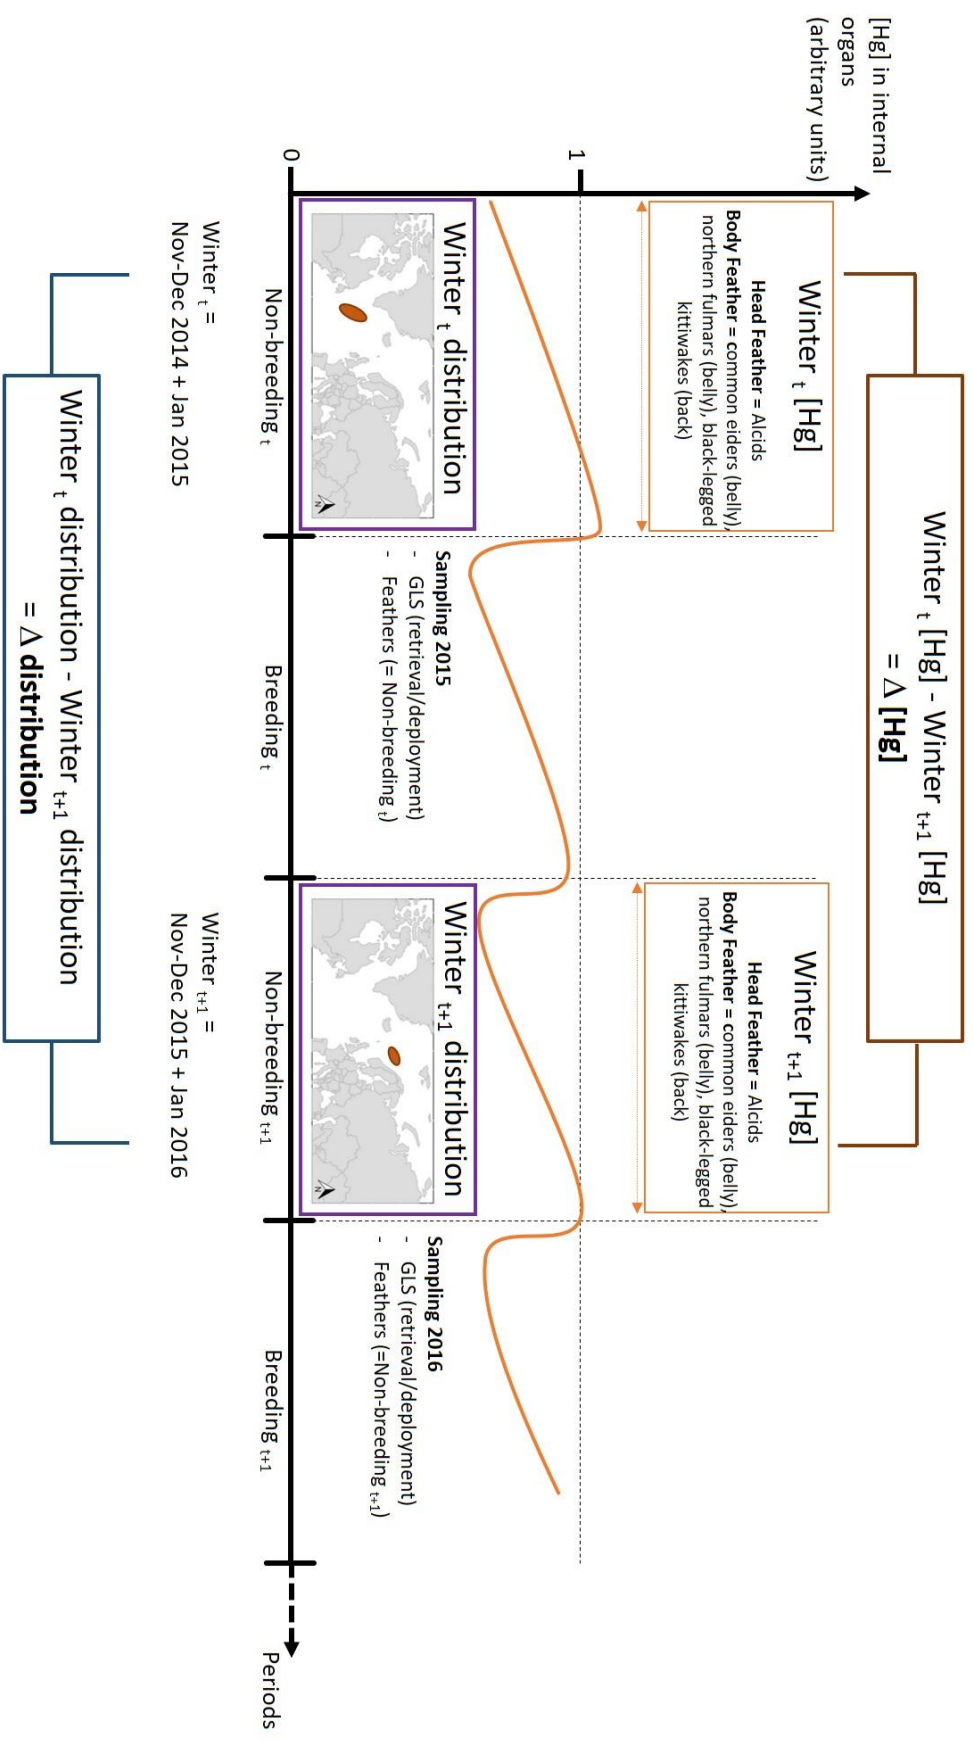 Winter t [Hg] - Winter t+1 [Hg]
= Δ [Hg]
[Hg] in internal
organs
(arbitrary units)
Winter t [Hg]
Head Feather = Alcids
Body Feather = common eiders (belly),
northern fulmars (belly), black-legged
kittiwakes (back)
Winter t+1 [Hg]
Head Feather = Alcids
Body Feather = common eiders (belly),
northern fulmars (belly), black-legged
kittiwakes (back)
1
Winter t distribution
N
Sampling 2015
- GLS (retrieval/deployment)
- Feathers (= Non-breeding t)
Winter t+1 distribution
N
Sampling 2016
- GLS (retrieval/deployment)
- Feathers (=Non-breeding t+1)
0
Non-breeding t
Breeding t
Non-breeding t+1
Breeding t+1
Periods
Winter t =
Nov-Dec 2014 + Jan 2015
Winter t+1 =
Nov-Dec 2015 + Jan 2016
Winter t distribution - Winter t+1 distribution
= Δ distribution